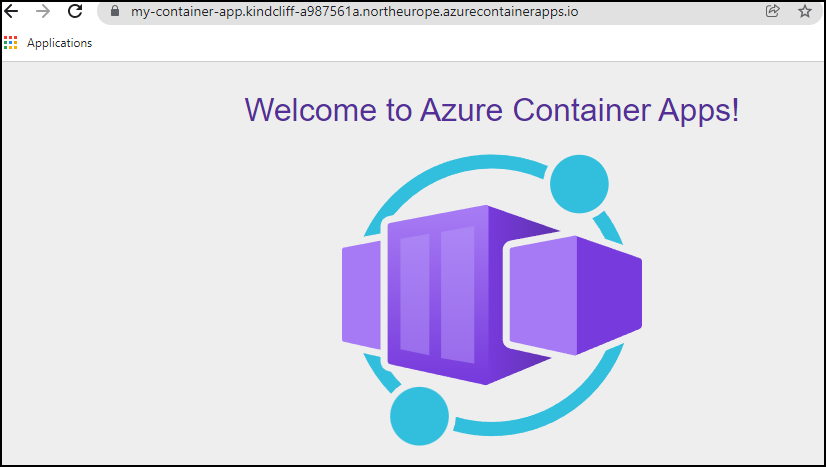 my-container-app.kindcliff-a987561a.northeurope.azurecontainerapps.io
Applications
Welcome to Azure Container Apps!